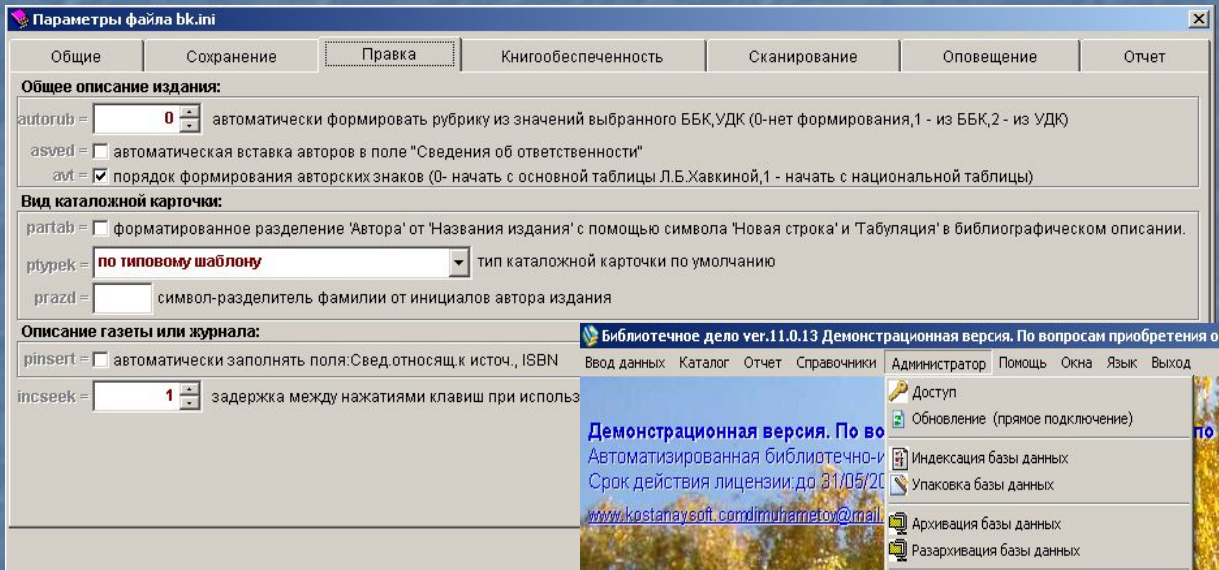 Параметры файла bk.ini
Общие Сохранение Правка Книгообеспеченность Сканирование Оповещение Отчет
Общее описание издания:
autorub = 0 автоматически формировать рубрику из значений выбранного ББК,УДК (0-нет формирования,1 - из ББК,2 - из УДК)
asved = автоматическая вставка авторов в поле "Сведения об ответственности"
avt = порядок формирования авторских знаков (0- начать с основной таблицы Л.Б.Хавкиной,1 - начать с национальной таблицы)
Вид каталожной карточки:
partab = форматированное разделение 'Автора' от 'Названия издания' с помощью символа 'Новая строка' и 'Табуляция' в библиографическом описании.
ptypek = по типовому шаблону тип каталожной карточки по умолчанию
prazd = символ-разделитель фамилии от инициалов автора издания
Описание газеты или журнала:
pinsert = автоматически заполнять поля:Свед.относящ.к источ., ISBN
incseek = 1 задержка между нажатиями клавиш при использ
Библиотечное дело ver.11.0.13 Демонстрационная версия. По вопросам приобретения о
Ввод данных Каталог Отчет Справочники Администратор Помощь Окна Язык Выход
Доступ
Обновление (прямое подключение)
Индексация базы данных
Упаковка базы данных
Архивация базы данных
Разархивация базы данных
Демонстрационная версия. По во по
Автоматизированная библиотечно-и
Срок действия лицензии:до 31/05/20
www.kostanaysoft.comdimuhametov@mail.